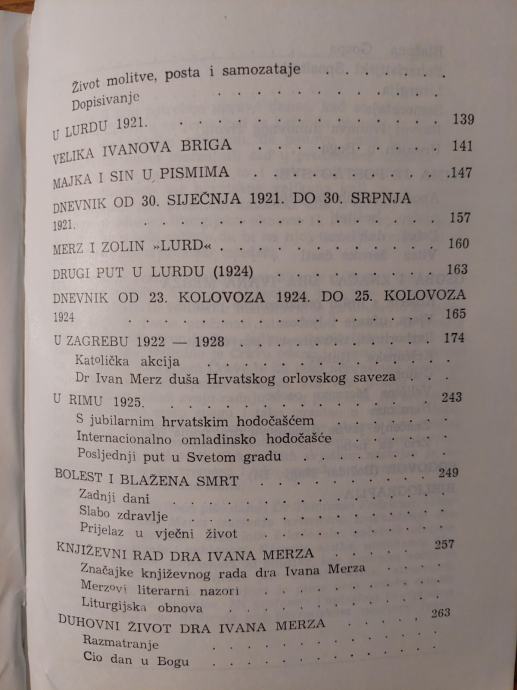 Život molitve, posta i samozataje . . . . . .
Dopisivanje . . . . . . . . .
U LURDU 1921. . . . . . . . . . 139
VELIKA IVANOVA BRIGA . . . . . . . 141
MAJKA I SIN U PISMIMA . . . . . . .147
DNEVNIK OD 30. SIJEČNJA 1921. DO 30. SRPNJA
1921. . . . . . . . . . . . 157
MERZ I ZOLIN »LURD« . . . . . . . . 160
DRUGI PUT U LURDU (1924) . . . . . . 163
DNEVNIK OD 23. KOLOVOZA 1924. DO 25. KOLOVOZA
1924 . . . . . . . . . . . 165
U ZAGREBU 1922 — 1928 . . . . . . . 174
Katolička akcija . . . . . . . . .
Dr Ivan Merz duša Hrvatskog orlovskog saveza . . .
U RIMU 1925. . . . . . . . . . . 243
S jubilarnim hrvatskim hodočašćem . . . . .
Internacionalno omladinsko hodočašće . . . . .
Posljednji put u Svetom gradu . . . . . .
BOLEST I BLAŽENA SMRT . . . . . . . 249
Zadnji dani . . . . . . . . . .
Slabo zdravlje . . . . . . . . . .
Prijelaz u vječni život . . . . . . . .
KNJIŽEVNI RAD DRA IVANA MERZA . . . . 257
Značajke književnog rada dra Ivana Merza . . . .
Merzovi literarni nazori . . . . . . . .
Liturgijska obnova . . . . . . . . .
DUHOVNI ŽIVOT DRA IVANA MERZA . . . . 263
Razmatranje . . . . . . . . .
Cio dan u Bogu . . . . . . . . .